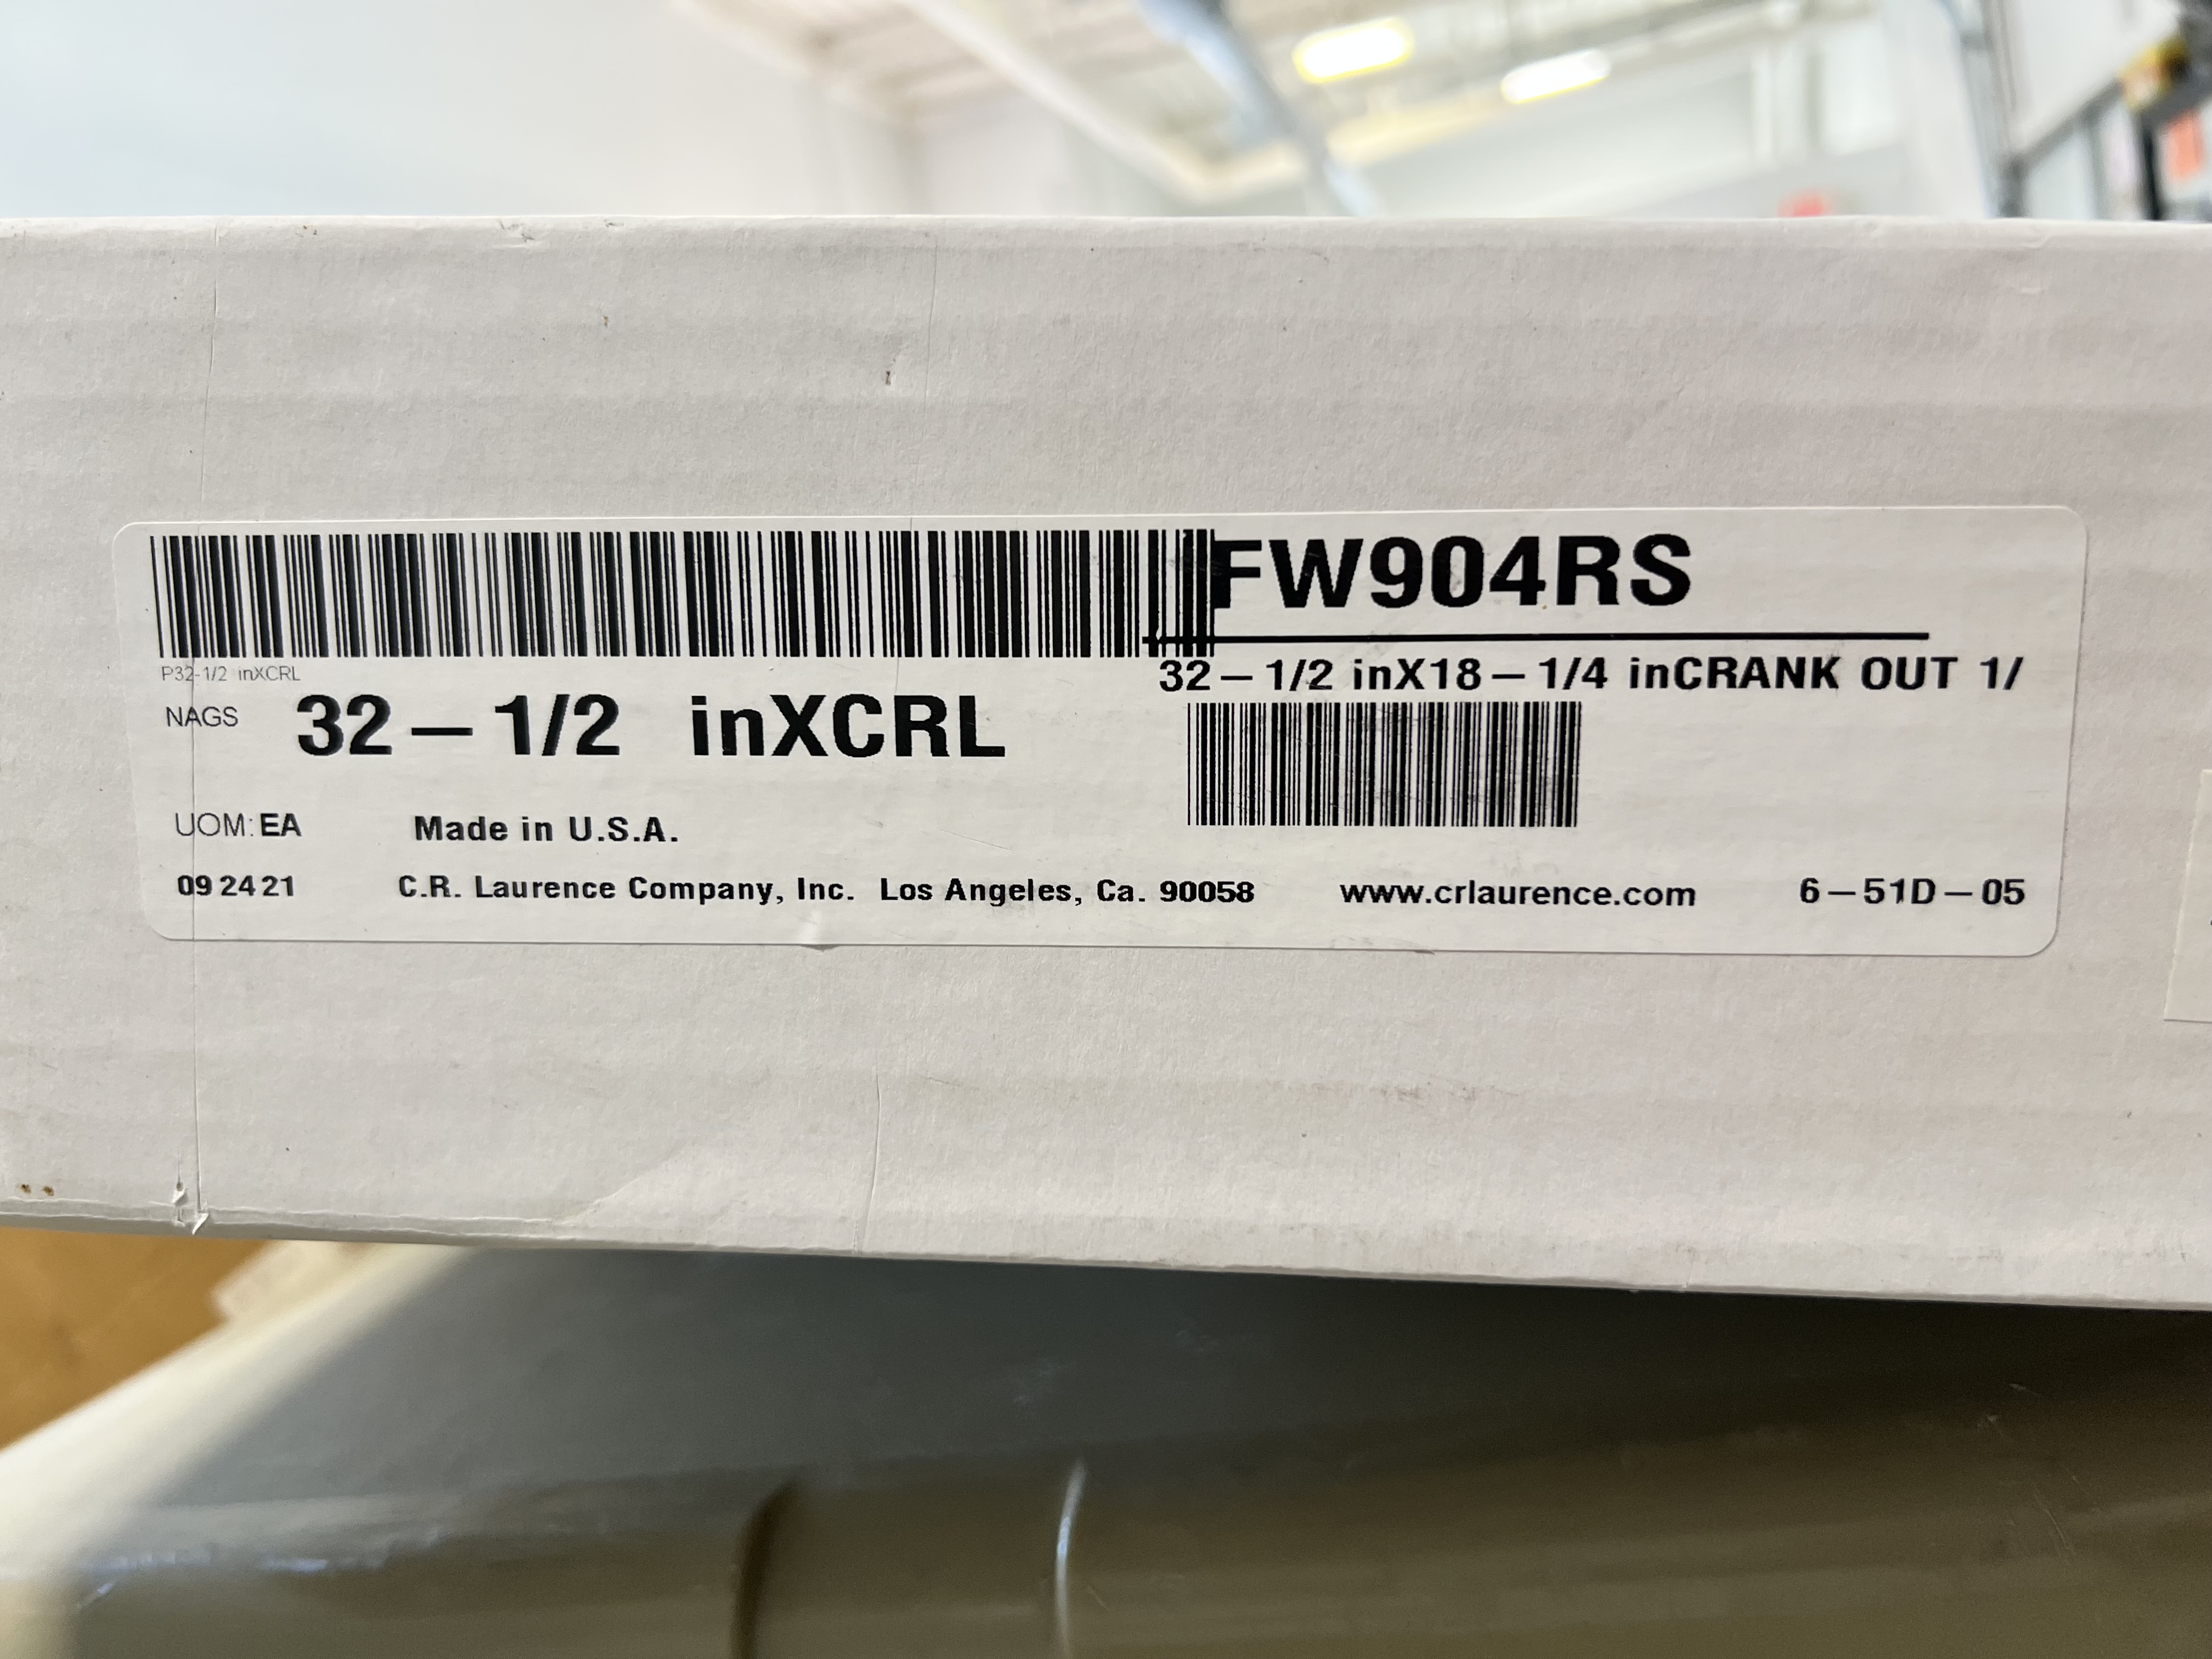 FW904RS
P32-1/2 inXCRL
32-1/2 inX18-1/4 inCRANK OUT 1/
NAGS 32-1/2 inXCRL
UOM:EA Made in U.S.A.
09 24 21 C.R. Laurence Company, Inc. Los Angeles, Ca. 90058 www.crlaurence.com 6-51D-05